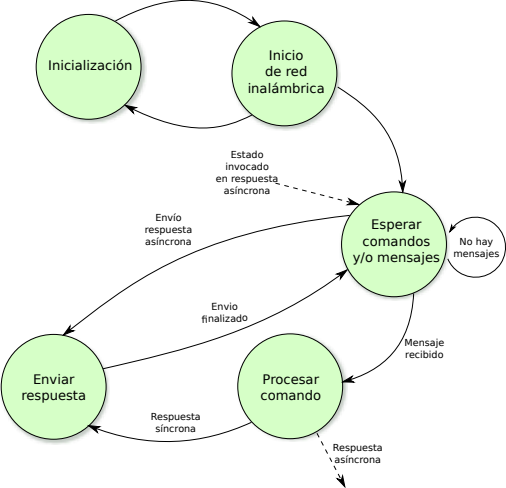 Inicialización
Inicio
de red
inalámbrica
Estado
invocado
en respuesta
asíncrona
Envío
respuesta
asíncrona
Esperar
comandos
y/o mensajes
No hay
mensajes
Envio
finalizado
Mensaje
recibido
Enviar
respuesta
Procesar
comando
Respuesta
síncrona
Respuesta
asíncrona